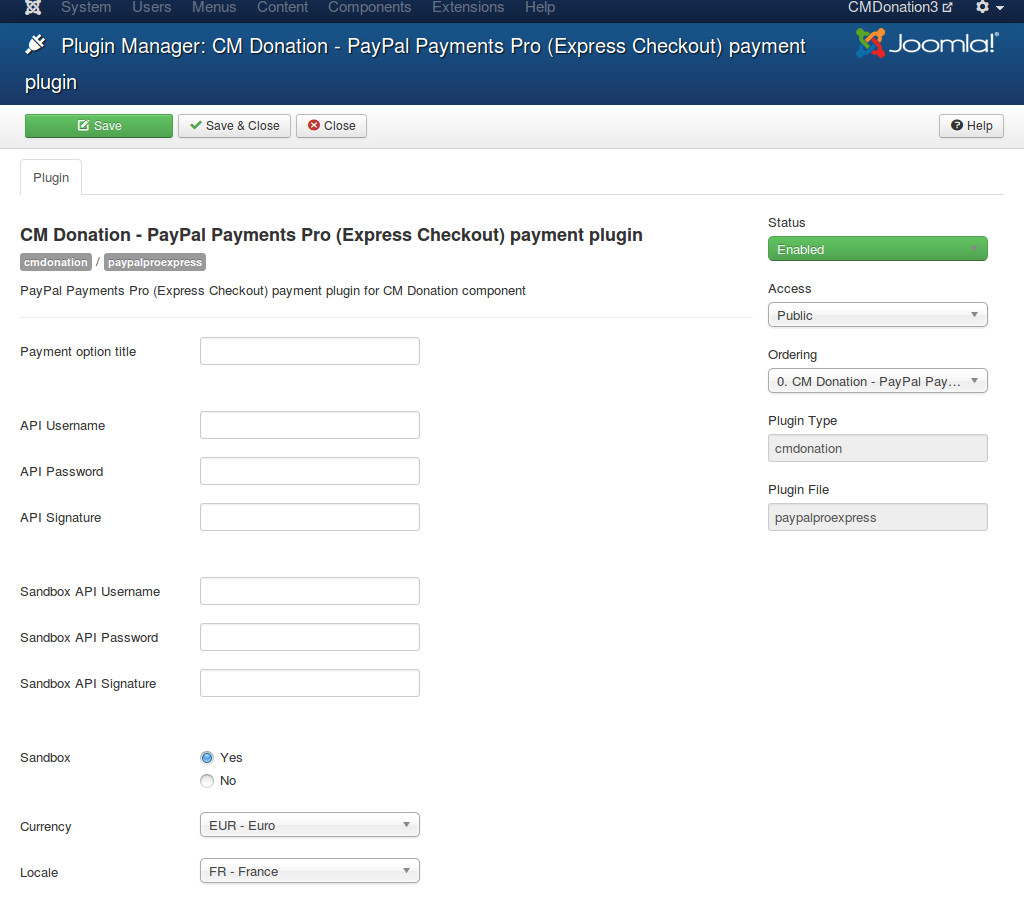 System Users Menus Content Components Extensions Help CMDonation3
Plugin Manager: CM Donation - PayPal Payments Pro (Express Checkout) payment
plugin
Joomla!®
Save Save & Close Close Help
Plugin
CM Donation - PayPal Payments Pro (Express Checkout) payment plugin
cmdonation / paypalproexpress
PayPal Payments Pro (Express Checkout) payment plugin for CM Donation component
Payment option title
API Username
API Password
API Signature
Sandbox API Username
Sandbox API Password
Sandbox API Signature
Sandbox Yes
No
Currency EUR - Euro
Locale FR - France
Status
Enabled
Access
Public
Ordering
0. CM Donation - PayPal Pay...
Plugin Type
cmdonation
Plugin File
paypalproexpress